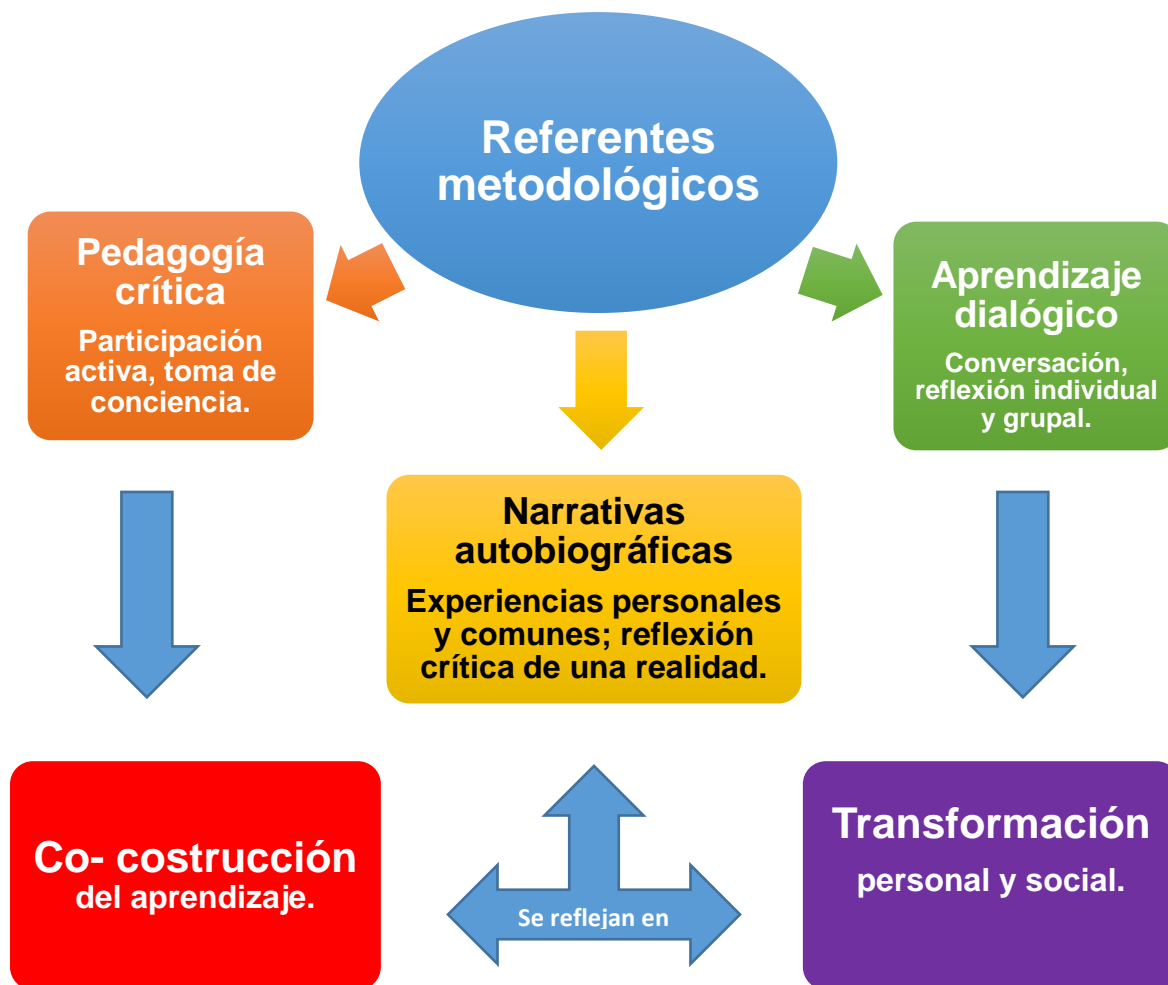 Referentes
metodológicos
Pedagogía
crítica
Participación
activa, toma de
conciencia.
Aprendizaje
dialógico
Conversación,
reflexión individual
y grupal.
Narrativas
autobiográficas
Experiencias personales
y comunes; reflexión
crítica de una realidad.
Co- costrucción
del aprendizaje.
Se reflejan en
Transformación
personal y social.